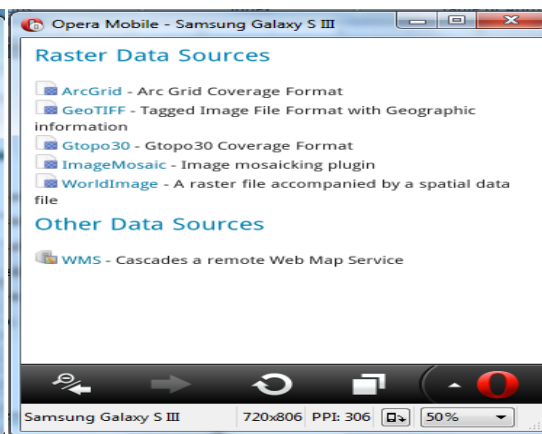 Opera Mobile - Samsung Galaxy S III
Raster Data Sources
ArcGrid - Arc Grid Coverage Format
GeoTIFF - Tagged Image File Format with Geographic
information
Gtopo30 - Gtopo30 Coverage Format
ImageMosaic - Image mosaicking plugin
WorldImage - A raster file accompanied by a spatial data
file
Other Data Sources
WMS - Cascades a remote Web Map Service
Samsung Galaxy S III 720x806 PPI: 306 50%